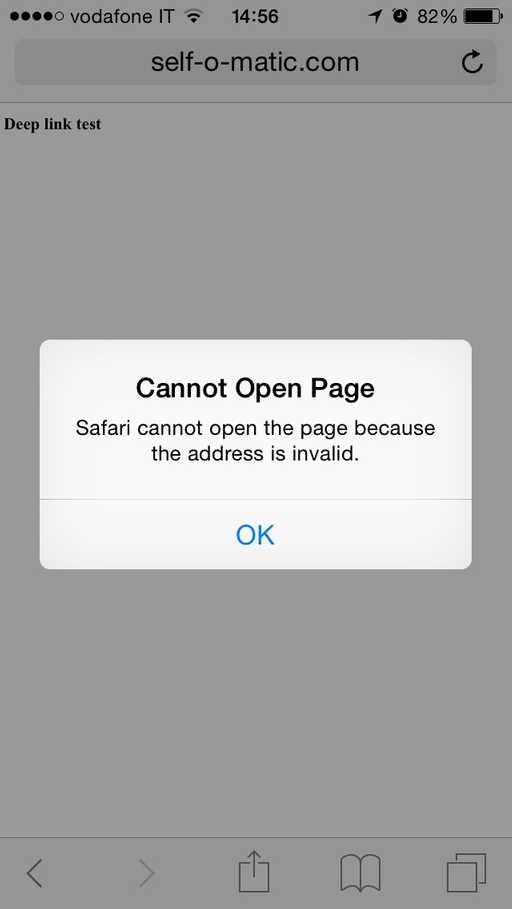 vodafone IT 14:56 82%
self-o-matic.com
Deep link test
Cannot Open Page
Safari cannot open the page because
the address is invalid.
OK